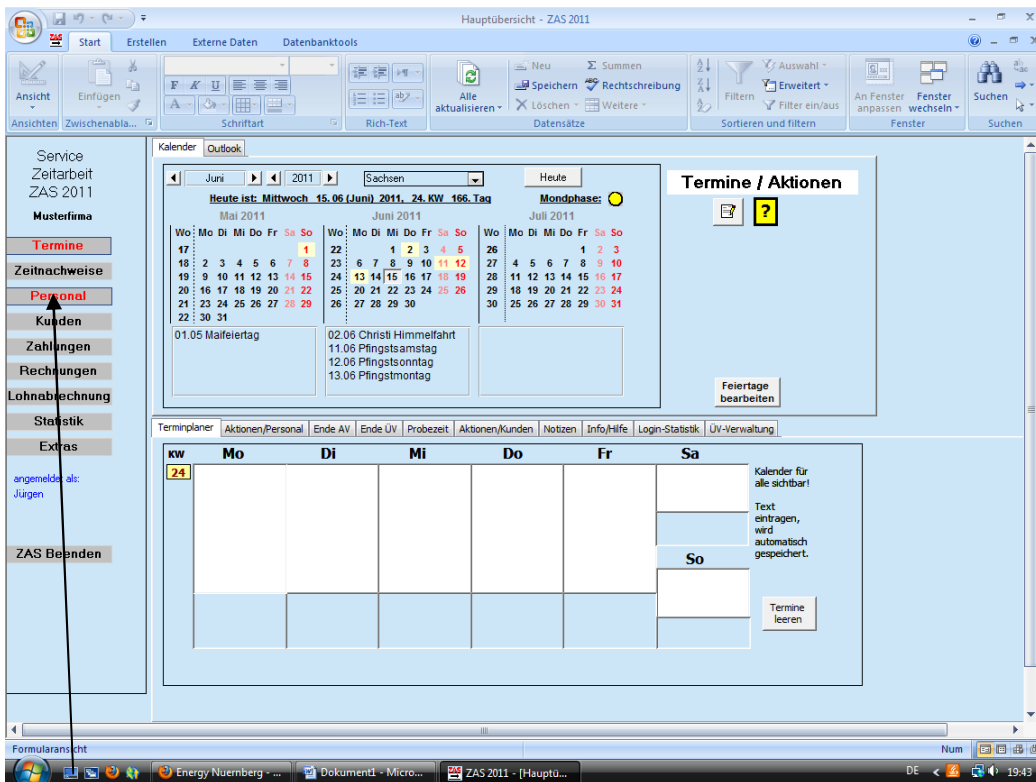 Hauptübersicht - ZAS 2011
ZAS
Start Erstellen Externe Daten Datenbanktools
Ansicht
Einfügen
F K U
A
Alle
aktualisieren
Neu
Speichern
Löschen
Σ Summen
Rechtschreibung
Weitere
Filtern
Auswahl
Erweitert
Filter ein/aus
An Fenster
anpassen
Fenster
wechseln
Suchen
Ansichten Zwischenabla... Schriftart Rich-Text Datensätze Sortieren und filtern Fenster Suchen
Service
Zeitarbeit
ZAS 2011
Musterfirma
Termine
Zeitnachweise
Personal
Kunden
Zahlungen
Rechnungen
Lohnabrechnung
Statistik
Extras
angemeldet als:
Jürgen
ZAS Beenden
Kalender Outlook
Juni 2011 Sachsen Heute
Heute ist: Mittwoch 15. 06 (Juni) 2011, 24. KW 166. Tag Mondphase:
Mai 2011
Wo Mo Di Mi Do Fr Sa So
17 1
18 2 3 4 5 6 7 8
19 9 10 11 12 13 14 15
20 16 17 18 19 20 21 22
21 23 24 25 26 27 28 29
22 30 31
01.05 Maifeiertag
Juni 2011
Wo Mo Di Mi Do Fr Sa So
22 1 2 3 4 5
23 6 7 8 9 10 11 12
24 13 14 15 16 17 18 19
25 20 21 22 23 24 25 26
26 27 28 29 30
02.06 Christi Himmelfahrt
11.06 Pfingstsamstag
12.06 Pfingstsonntag
13.06 Pfingstmontag
Juli 2011
Wo Mo Di Mi Do Fr Sa So
26 1 2 3
27 4 5 6 7 8 9 10
28 11 12 13 14 15 16 17
29 18 19 20 21 22 23 24
30 25 26 27 28 29 30 31
Termine / Aktionen
?
Feiertage
bearbeiten
Terminplaner Aktionen/Personal Ende AV Ende ÜV Probezeit Aktionen/Kunden Notizen Info/Hilfe Login-Statistik ÜV-Verwaltung
KW Mo Di Mi Do Fr Sa
24
So
Kalender für
alle sichtbar!
Text
eintragen,
wird
automatisch
gespeichert.
Termine
leeren
Formularansicht Num
Energy Nuernberg - ... Dokument1 - Micro... ZAS 2011 - [Hauptü... DE 19:43